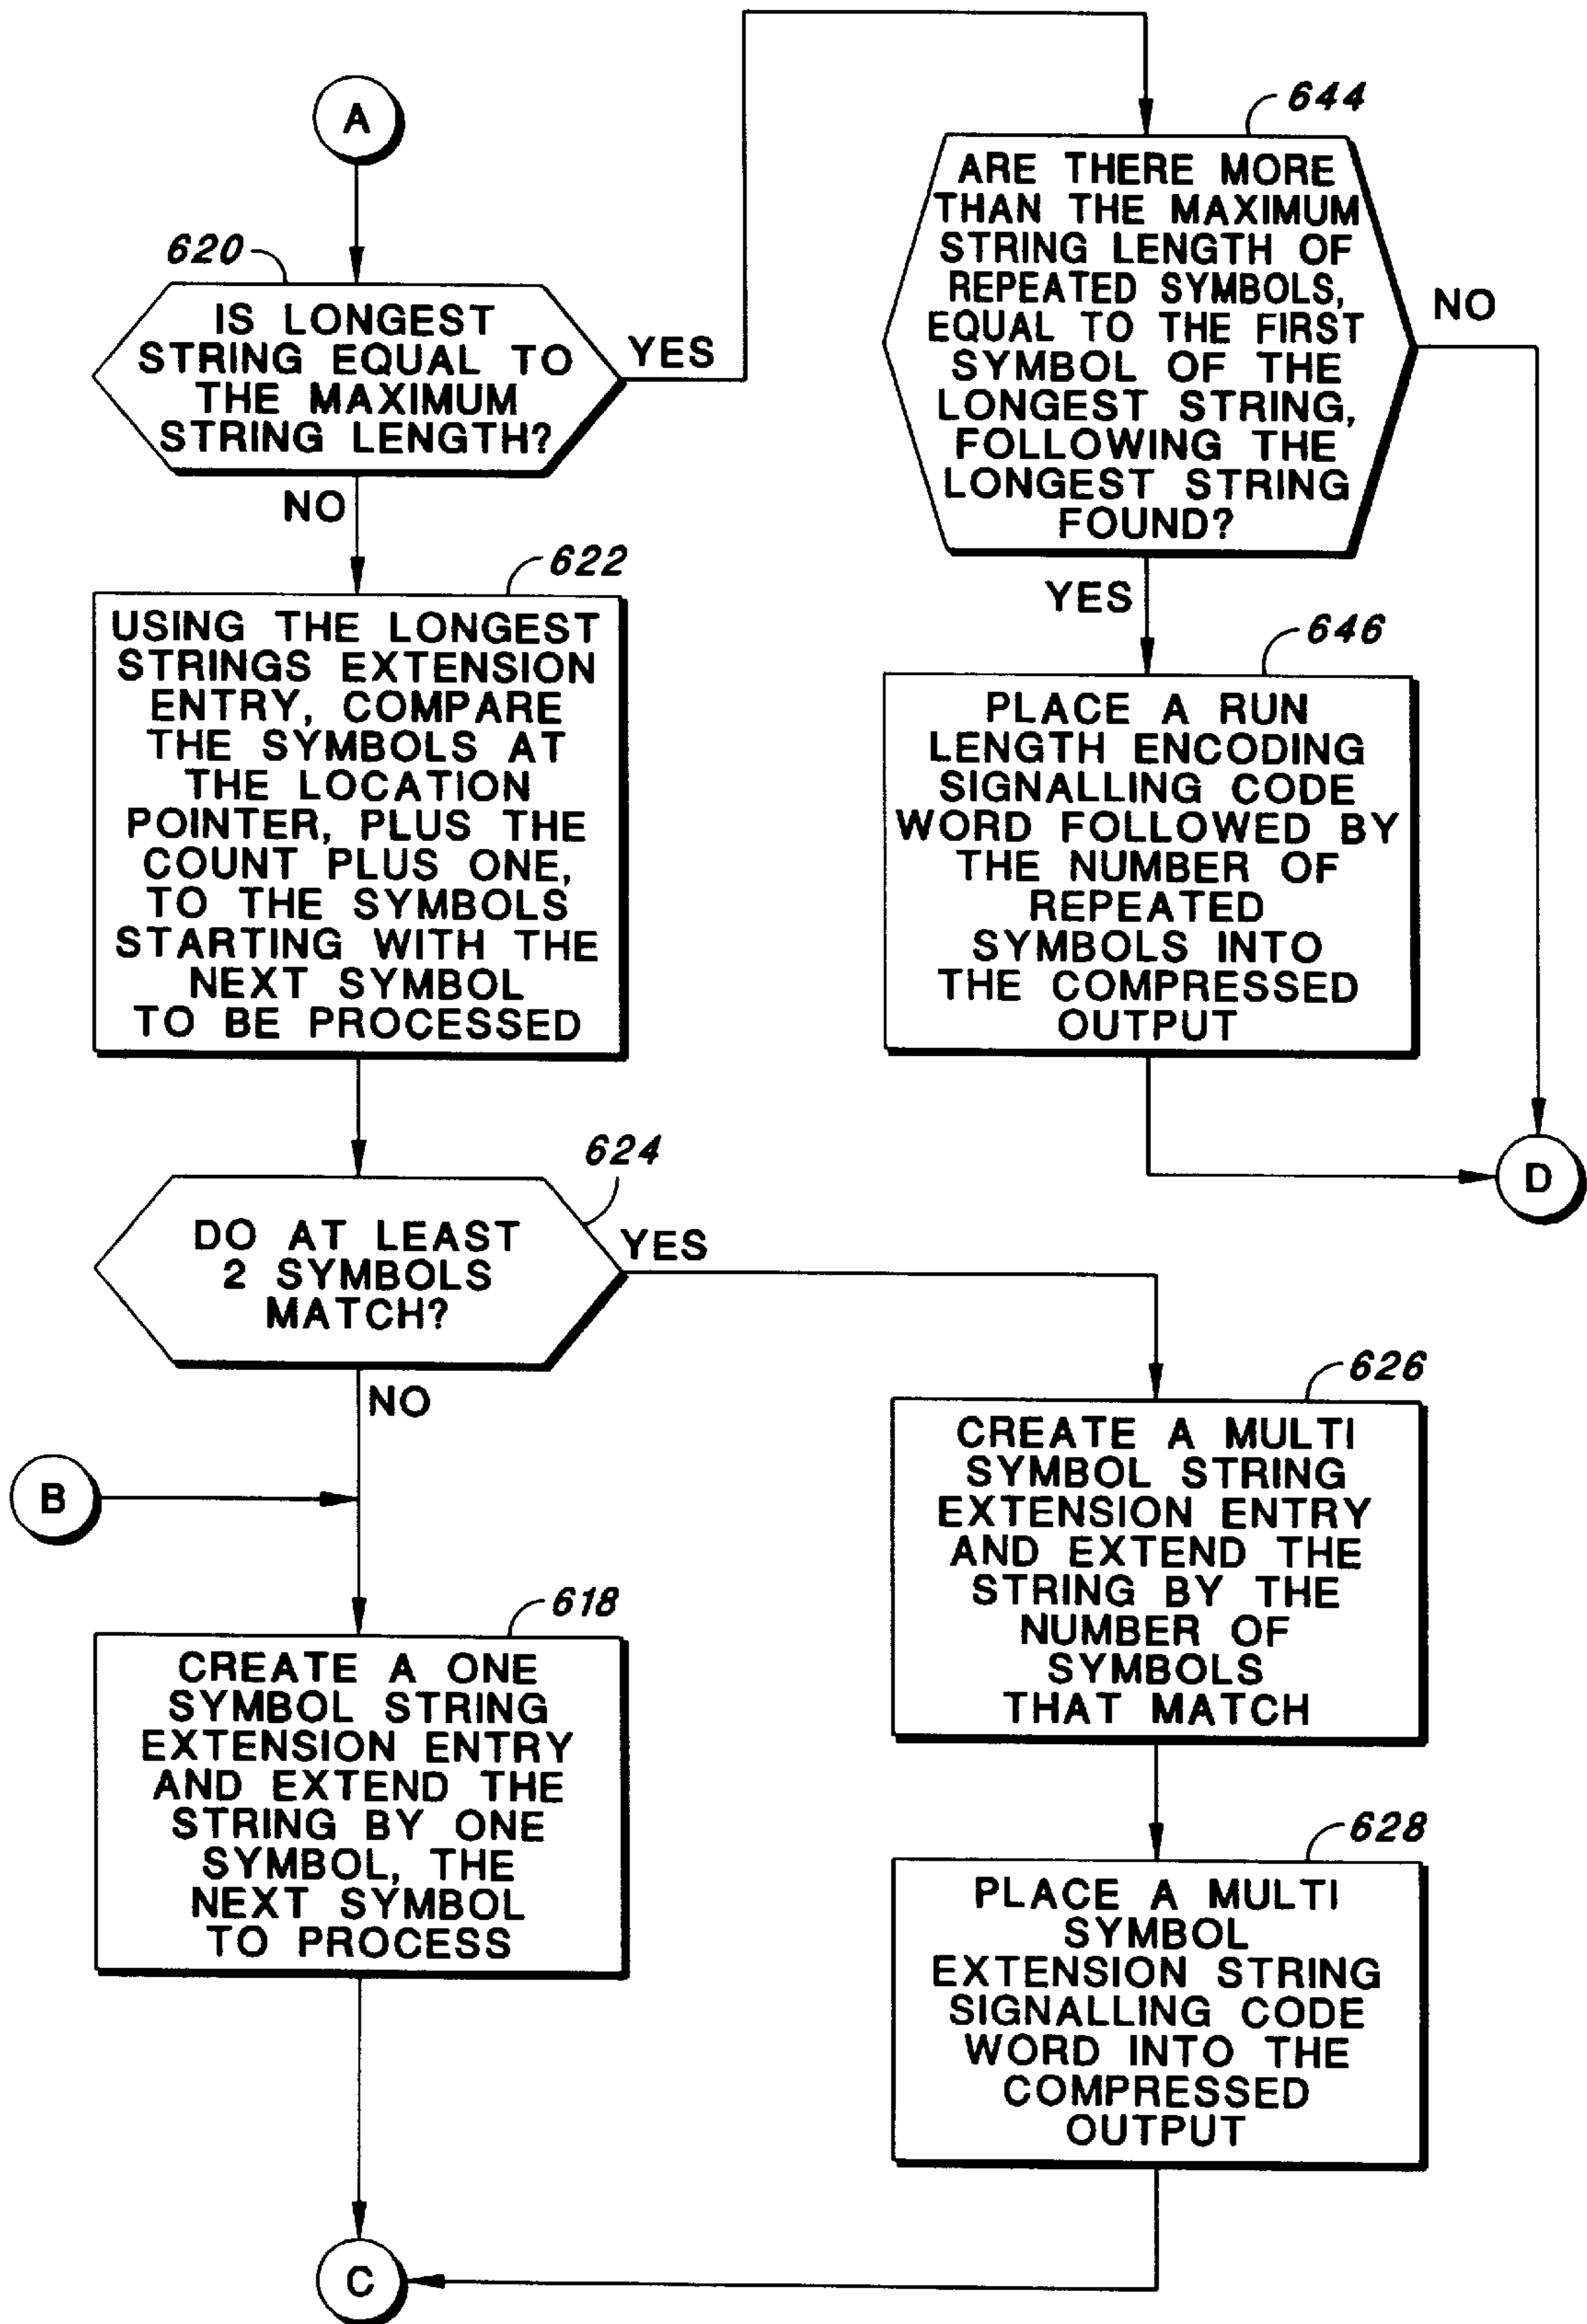 A
620
IS LONGEST
STRING EQUAL TO
THE MAXIMUM
STRING LENGTH?
YES
NO
622
USING THE LONGEST
STRINGS EXTENSION
ENTRY, COMPARE
THE SYMBOLS AT
THE LOCATION
POINTER, PLUS THE
COUNT PLUS ONE,
TO THE SYMBOLS
STARTING WITH THE
NEXT SYMBOL
TO BE PROCESSED
624
DO AT LEAST
2 SYMBOLS
MATCH?
YES
NO
B
618
CREATE A ONE
SYMBOL STRING
EXTENSION ENTRY
AND EXTEND THE
STRING BY ONE
SYMBOL, THE
NEXT SYMBOL
TO PROCESS
C
644
ARE THERE MORE
THAN THE MAXIMUM
STRING LENGTH OF
REPEATED SYMBOLS,
EQUAL TO THE FIRST
SYMBOL OF THE
LONGEST STRING,
FOLLOWING THE
LONGEST STRING
FOUND?
NO
YES
646
PLACE A RUN
LENGTH ENCODING
SIGNALLING CODE
WORD FOLLOWED BY
THE NUMBER OF
REPEATED
SYMBOLS INTO
THE COMPRESSED
OUTPUT
D
626
CREATE A MULTI
SYMBOL STRING
EXTENSION ENTRY
AND EXTEND THE
STRING BY THE
NUMBER OF
SYMBOLS
THAT MATCH
628
PLACE A MULTI
SYMBOL
EXTENSION STRING
SIGNALLING CODE
WORD INTO THE
COMPRESSED
OUTPUT